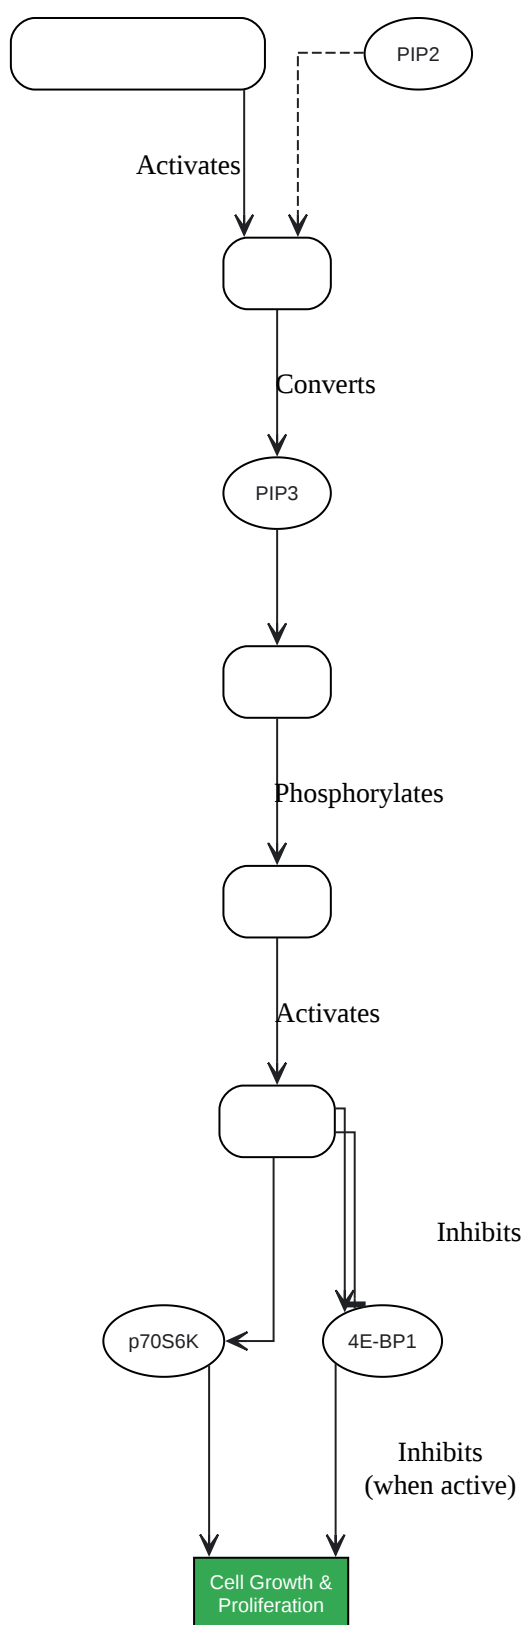 PIP2
Activates
Converts
PIP3
Phosphorylates
Activates
Inhibits
p70S6K
4E-BP1
Inhibits
(when active)
Cell Growth &
Proliferation